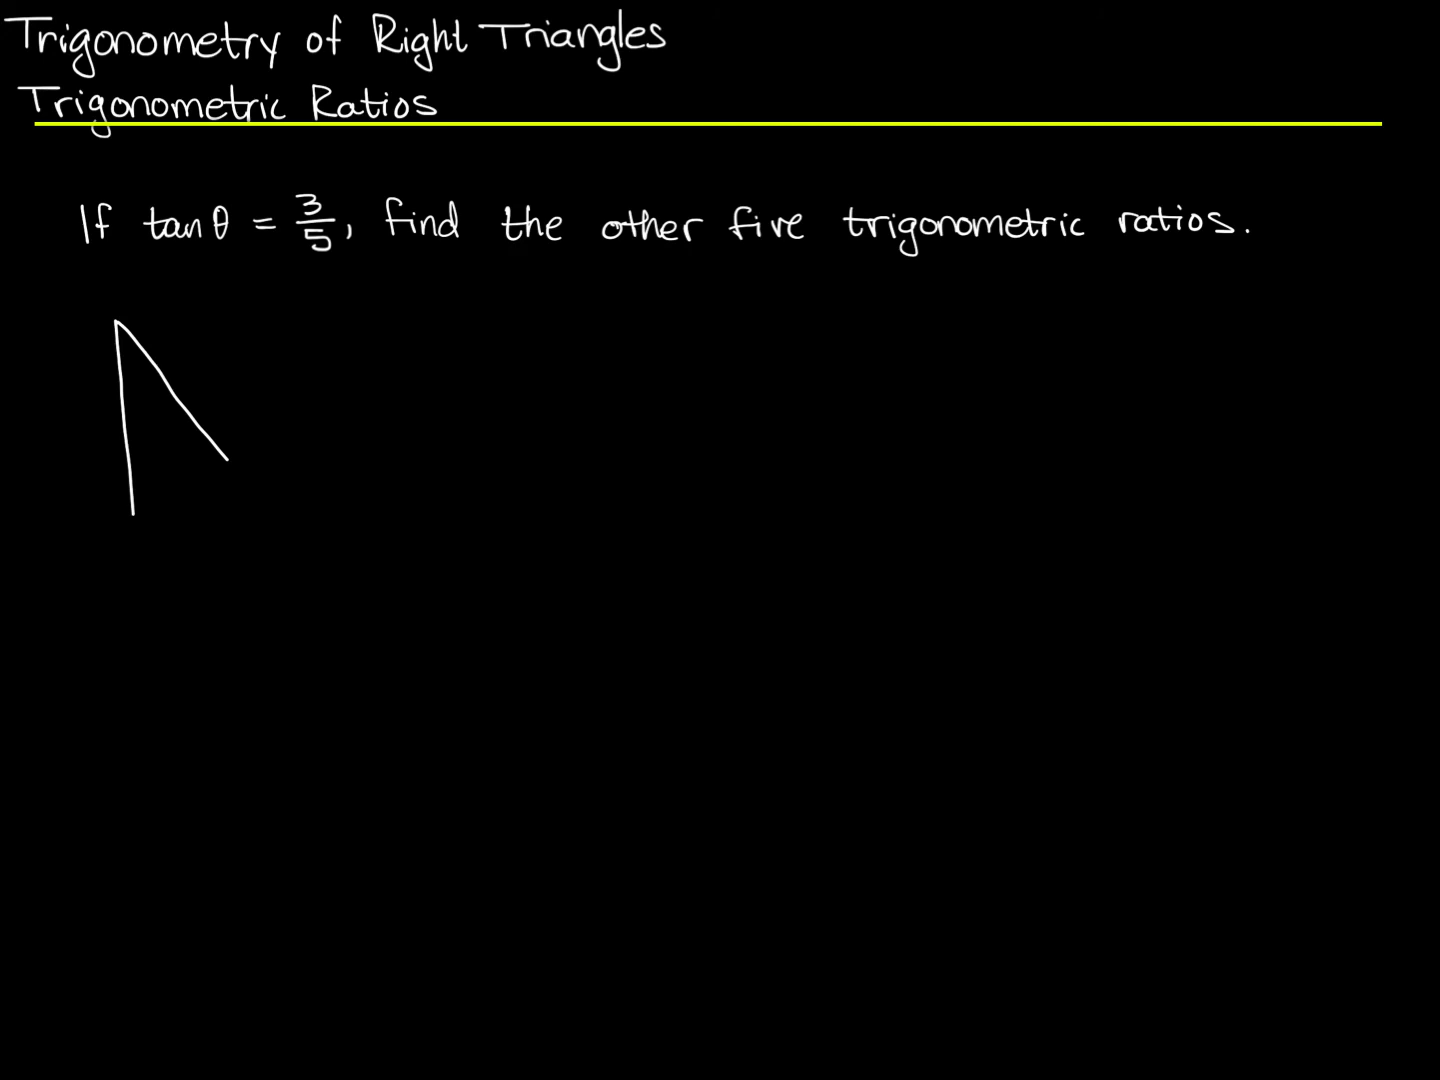 Trigonometry of Right Triangles
Trigonometric Ratios
If tan θ = 3/5, find the other five trigonometric ratios.